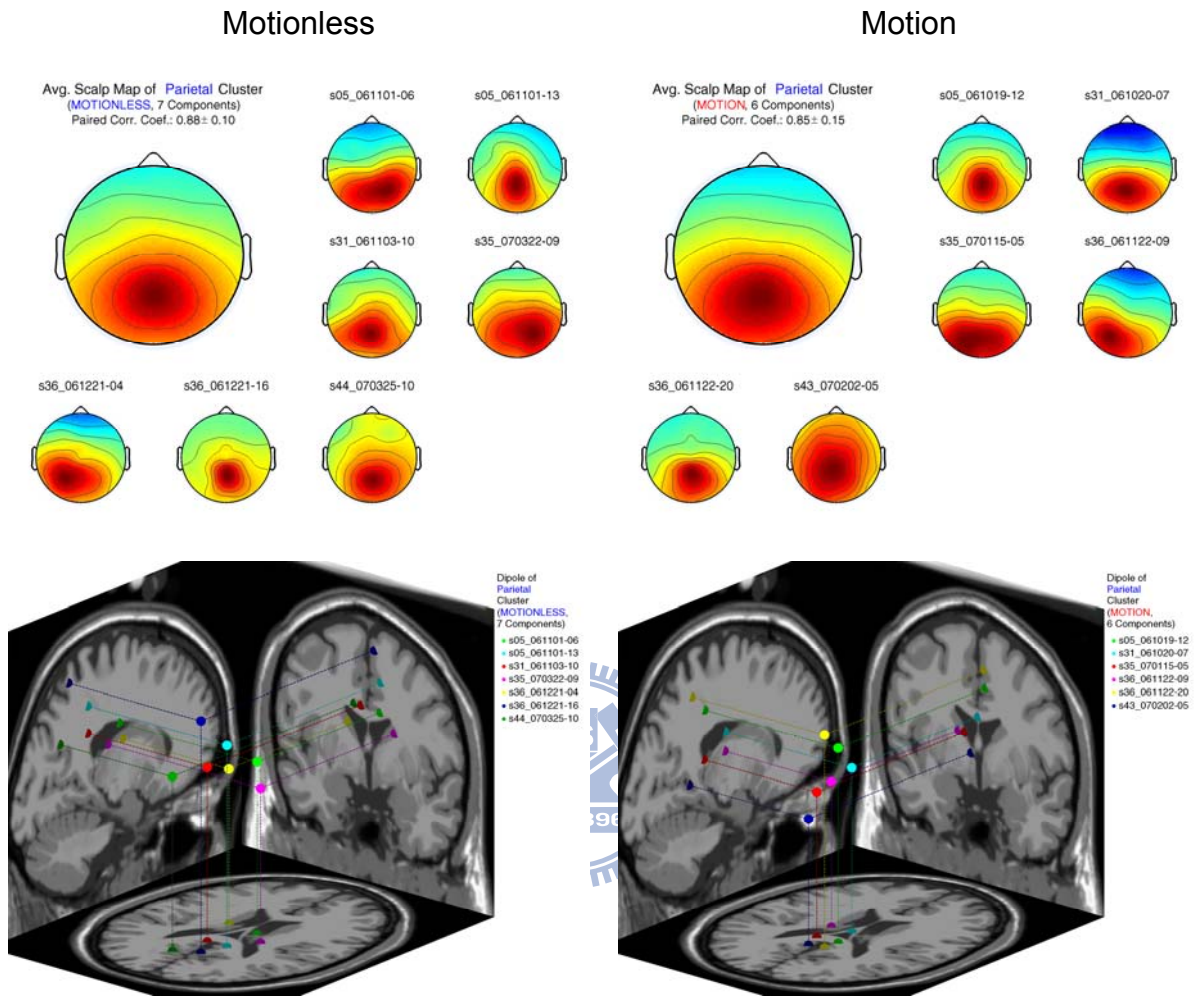 Motionless
Motion
Avg. Scalp Map of Parietal Cluster
(MOTIONLESS, 7 Components)
Paired Corr. Coef.: 0.88± 0.10
s05_061101-06
s05_061101-13
s31_061103-10
s35_070322-09
s36_061221-04
s36_061221-16
s44_070325-10
Avg. Scalp Map of Parietal Cluster
(MOTION, 6 Components)
Paired Corr. Coef.: 0.85± 0.15
s05_061019-12
s31_061020-07
s35_070115-05
s36_061122-09
s36_061122-20
s43_070202-05
Dipole of
Parietal
Cluster
(MOTIONLESS,
7 Components)
s05_061101-06
s05_061101-13
s31_061103-10
s35_070322-09
s36_061221-04
s36_061221-16
s44_070325-10
Dipole of
Parietal
Cluster
(MOTION,
6 Components)
s05_061019-12
s31_061020-07
s35_070115-05
s36_061122-09
s36_061122-20
s43_070202-05